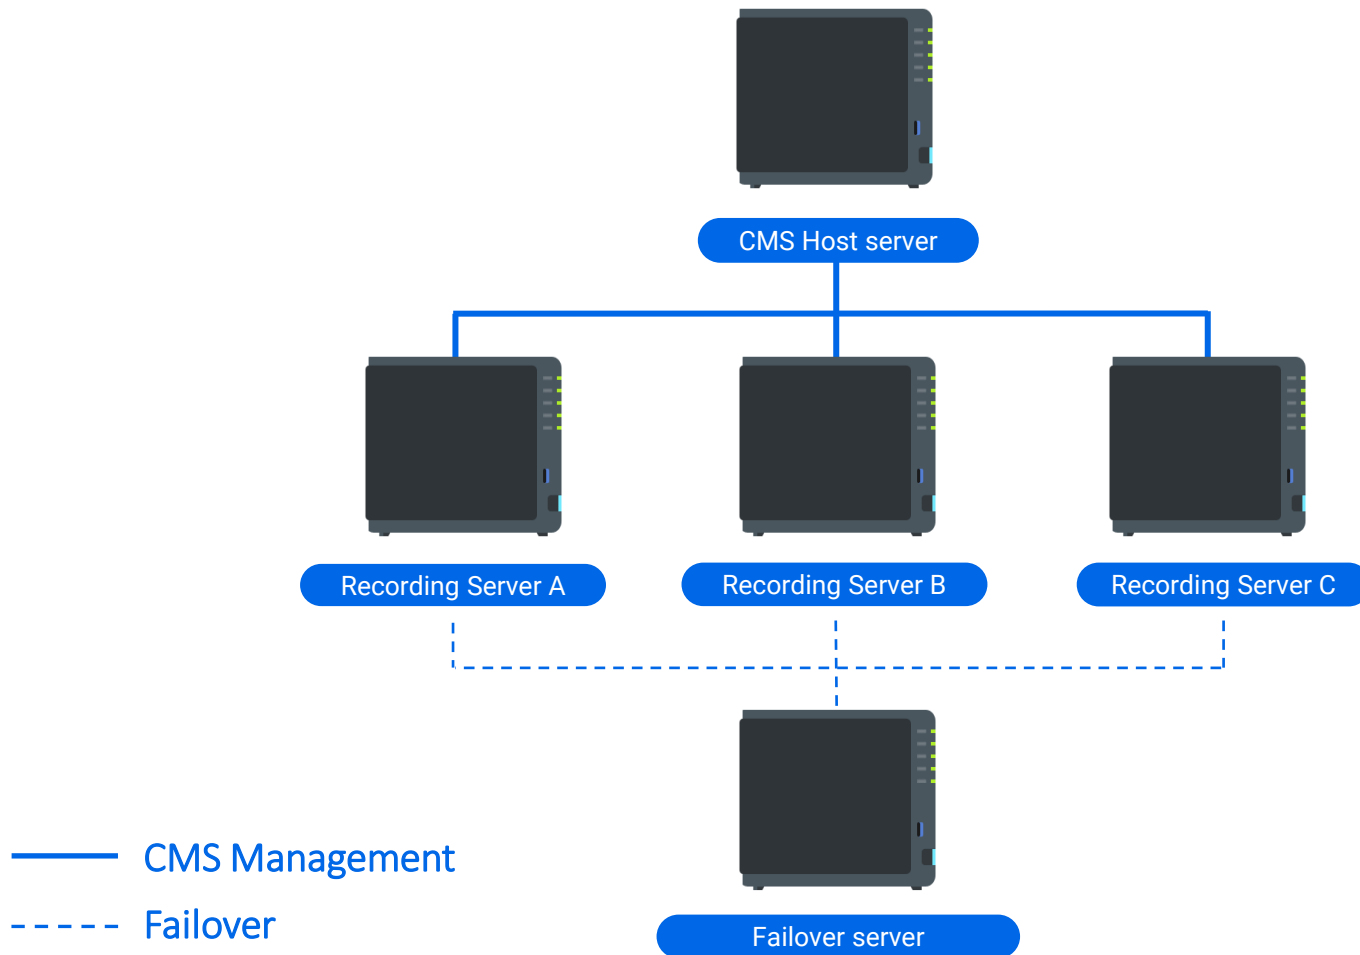 CMS Host server
Recording Server A
Recording Server B
Recording Server C
Failover server
CMS Management
Failover